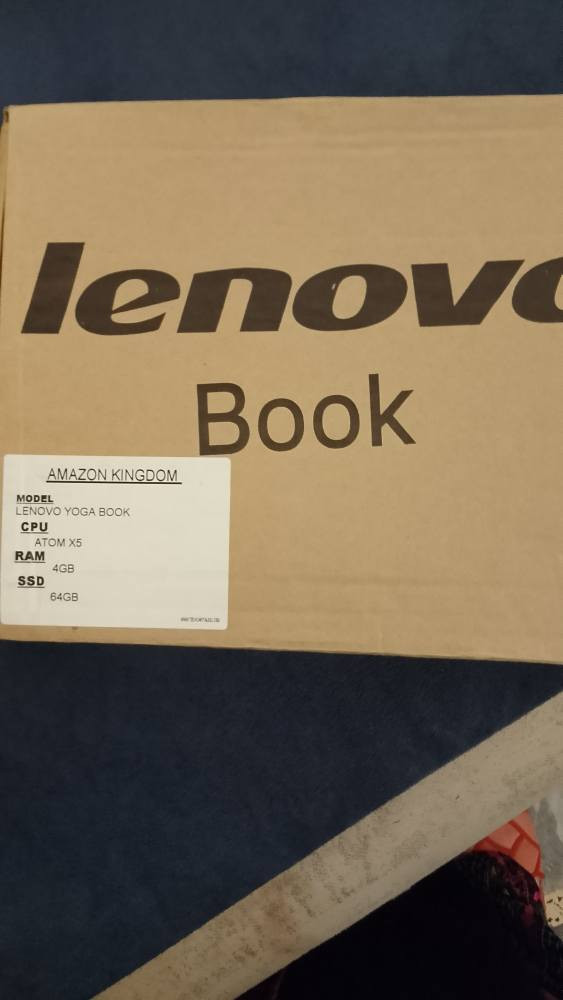 lenovo
Book
AMAZON KINGDOM
MODEL
LENOVO YOGA BOOK
CPU
ATOM X5
RAM
4GB
SSD
64GB